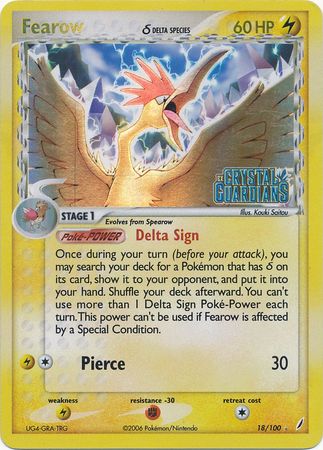 Fearow
δ DELTA SPECIES
60 HP
EX
CRYSTAL
GUARDIANS
Illus. Kouki Saitou
STAGE 1
Evolves from Spearow
Poké-POWER Delta Sign
Once during your turn (before your attack), you
may search your deck for a Pokémon that has δ on
its card, show it to your opponent, and put it into
your hand. Shuffle your deck afterward. You can't
use more than 1 Delta Sign Poké-Power each
turn. This power can't be used if Fearow is affected
by a Special Condition.
Pierce 30
weakness
resistance -30
retreat cost
UG4-GRA-TRG
©2006 Pokémon/Nintendo
18/100